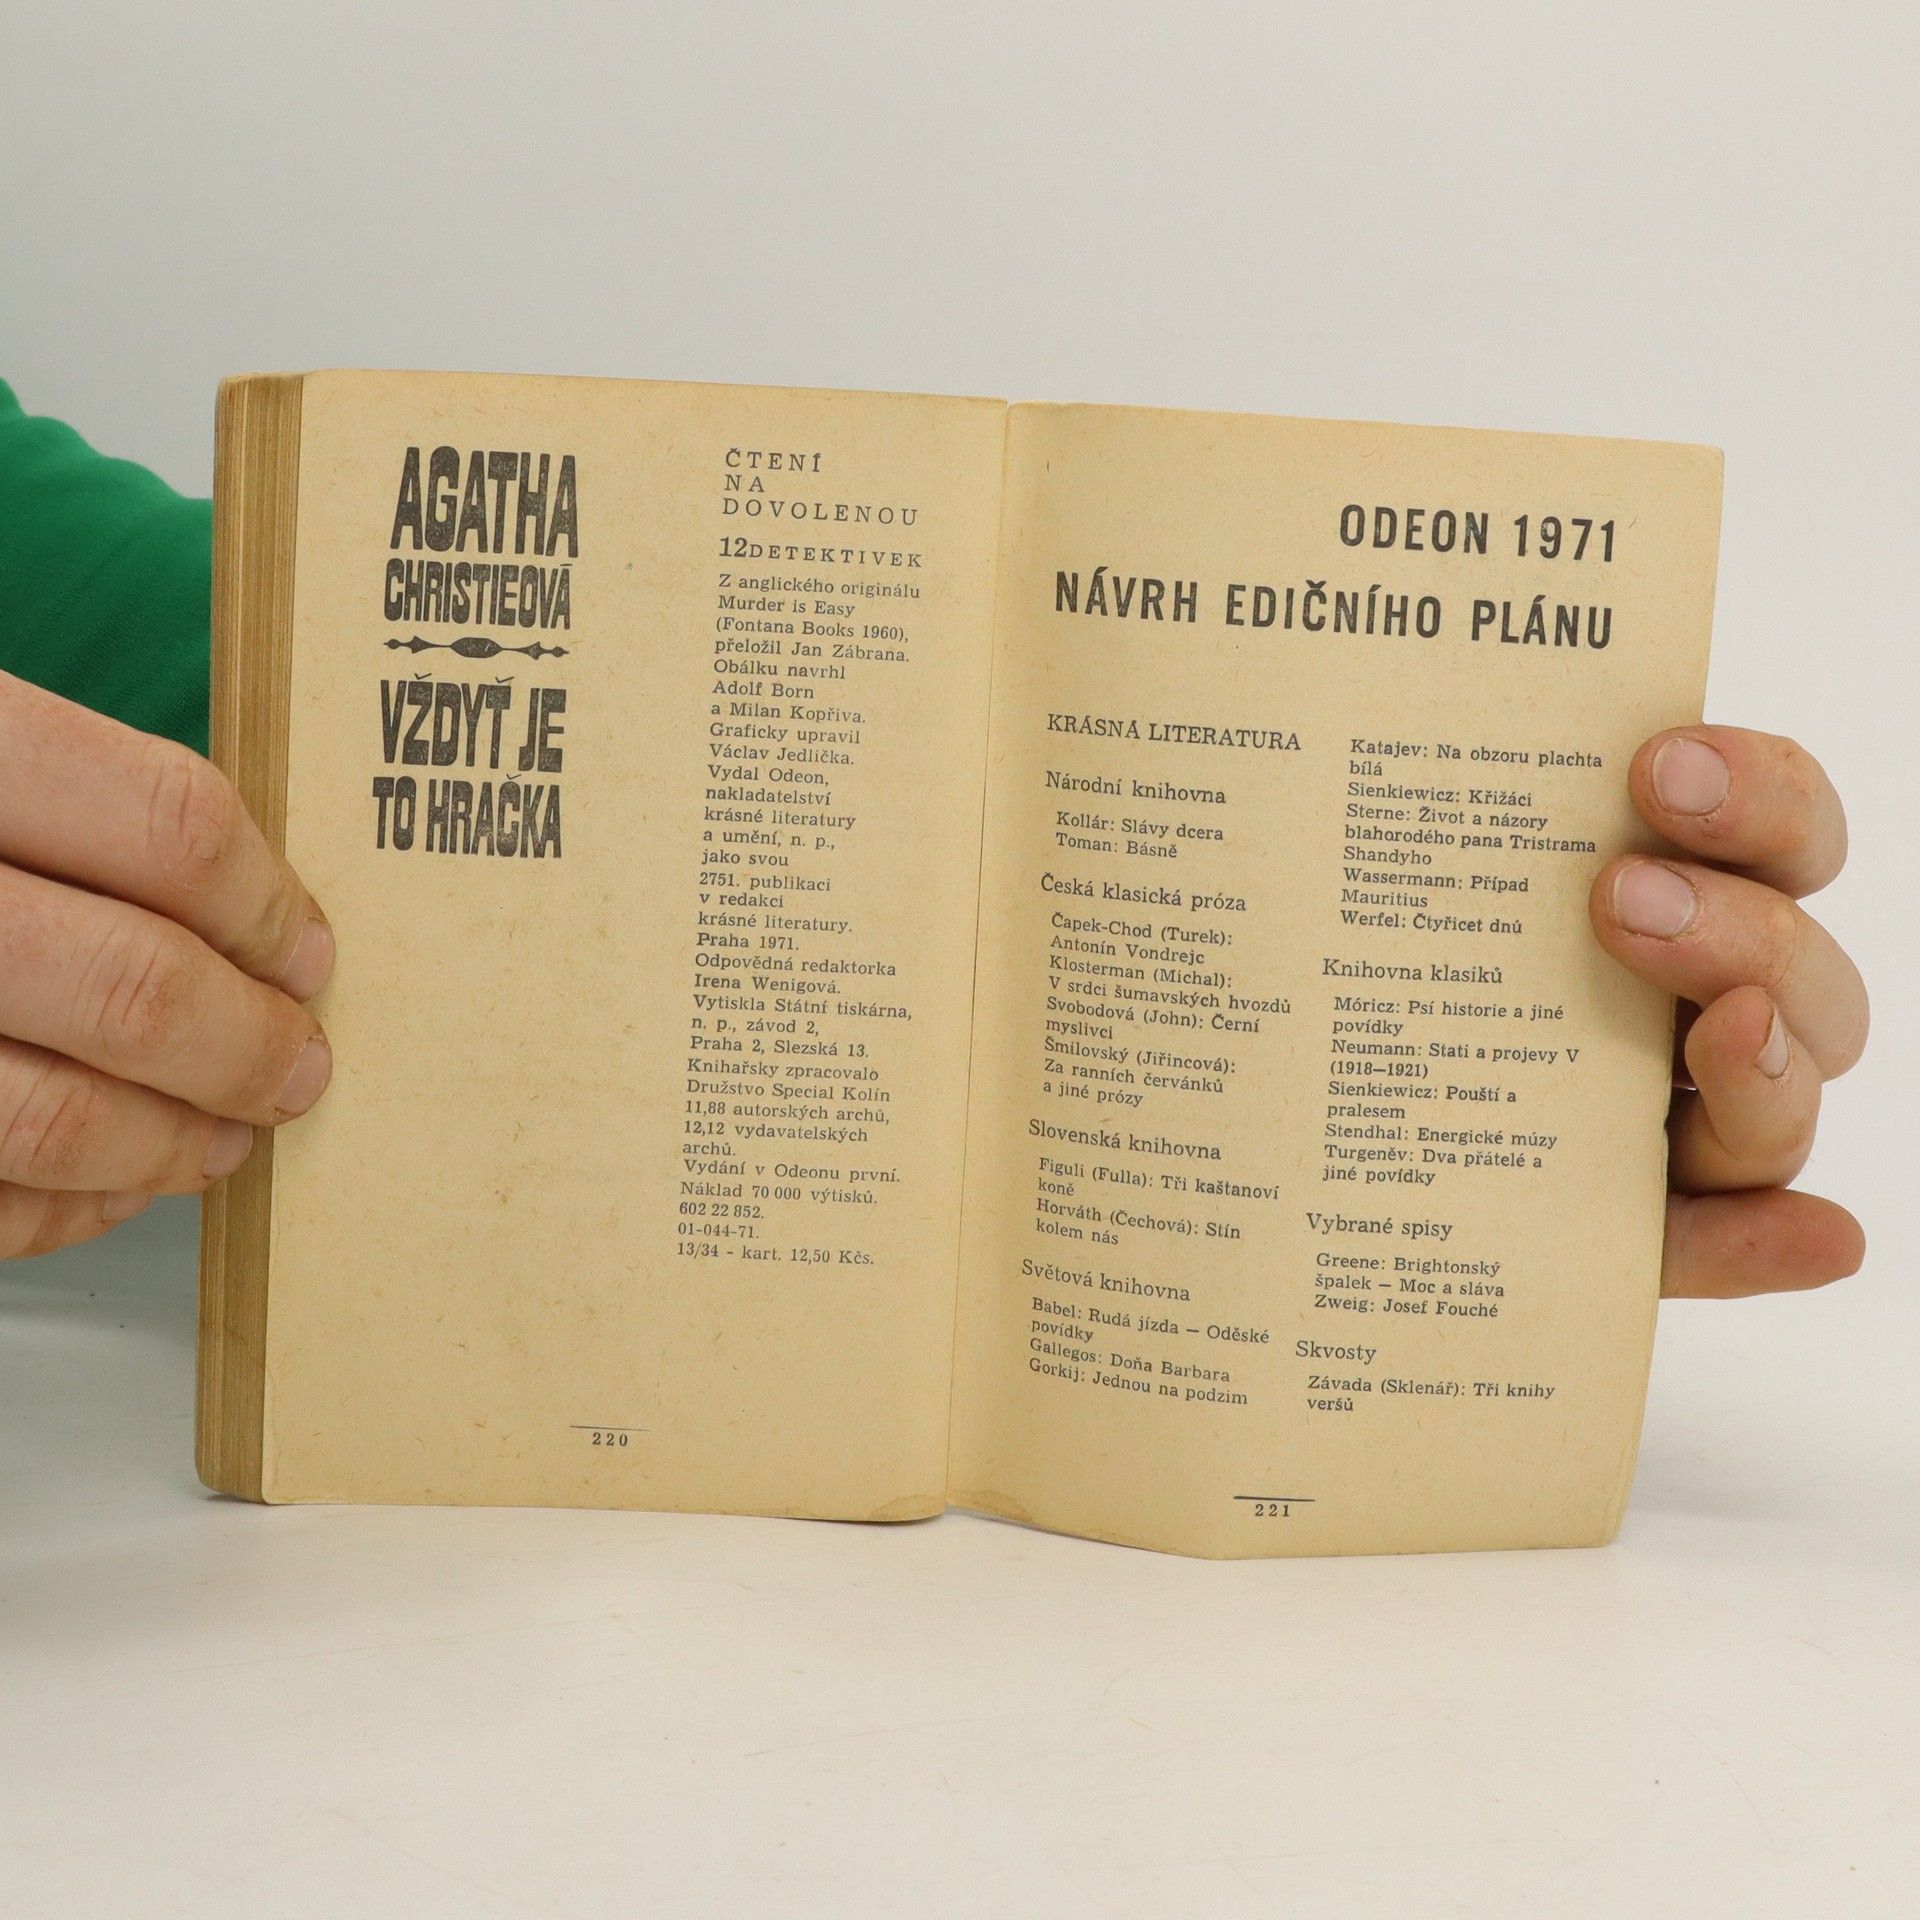 AGATHA
CHRISTIEOVÁ
VŽDYŤ JE
TO HRAČKA
ČTENÍ
NA
DOVOLENOU
12DETEKTIVEK
Z anglického originálu
Murder is Easy
(Fontana Books 1960),
přeložil Jan Zábrana.
Obálku navrhl
Adolf Born
a Milan Kopřiva.
Graficky upravil
Václav Jedlička.
Vydal Odeon,
nakladatelství
krásné literatury
a umění, n. p.,
jako svou
2751. publikaci
v redakci
krásné literatury.
Praha 1971.
Odpovědná redaktorka
Irena Wenigová.
Vytiskla Státní tiskárna,
n. p., závod 2,
Praha 2, Slezská 13.
Knihařsky zpracovalo
Družstvo Special Kolín
11,88 autorských archů,
12,12 vydavatelských
archů.
Vydání v Odeonu první.
Náklad 70 000 výtisků.
602 22 852.
01-044-71.
13/34 - kart. 12,50 Kčs.
220
ODEON 1971
NÁVRH EDIČNÍHO PLÁNU
KRÁSNÁ LITERATURA
Národní knihovna
Kollár: Slávy dcera
Toman: Básně
Česká klasická próza
Čapek-Chod (Turek):
Antonín Vondrejc
Klosterman (Michal):
V srdci šumavských hvozdů
Svobodová (John): Černí
myslivci
Šmilovský (Jiřincová):
Za ranních červánků
a jiné prózy
Slovenská knihovna
Figuli (Fulla): Tři kaštanoví
koně
Horváth (Čechová): Stín
kolem nás
Světová knihovna
Babel: Rudá jízda — Oděské
povídky
Gallegos: Doňa Barbara
Gorkij: Jednou na podzim
Katajev: Na obzoru plachta
bílá
Sienkiewicz: Křižáci
Sterne: Život a názory
blahorodého pana Tristrama
Shandyho
Wassermann: Případ
Mauritius
Werfel: Čtyřicet dnů
Knihovna klasiků
Móricz: Psí historie a jiné
povídky
Neumann: Stati a projevy V
(1918—1921)
Sienkiewicz: Pouští a
pralesem
Stendhal: Energické múzy
Turgeněv: Dva přátelé a
jiné povídky
Vybrané spisy
Greene: Brightonský
špalek — Moc a sláva
Zweig: Josef Fouché
Skvosty
Závada (Sklenář): Tři knihy
veršů
221